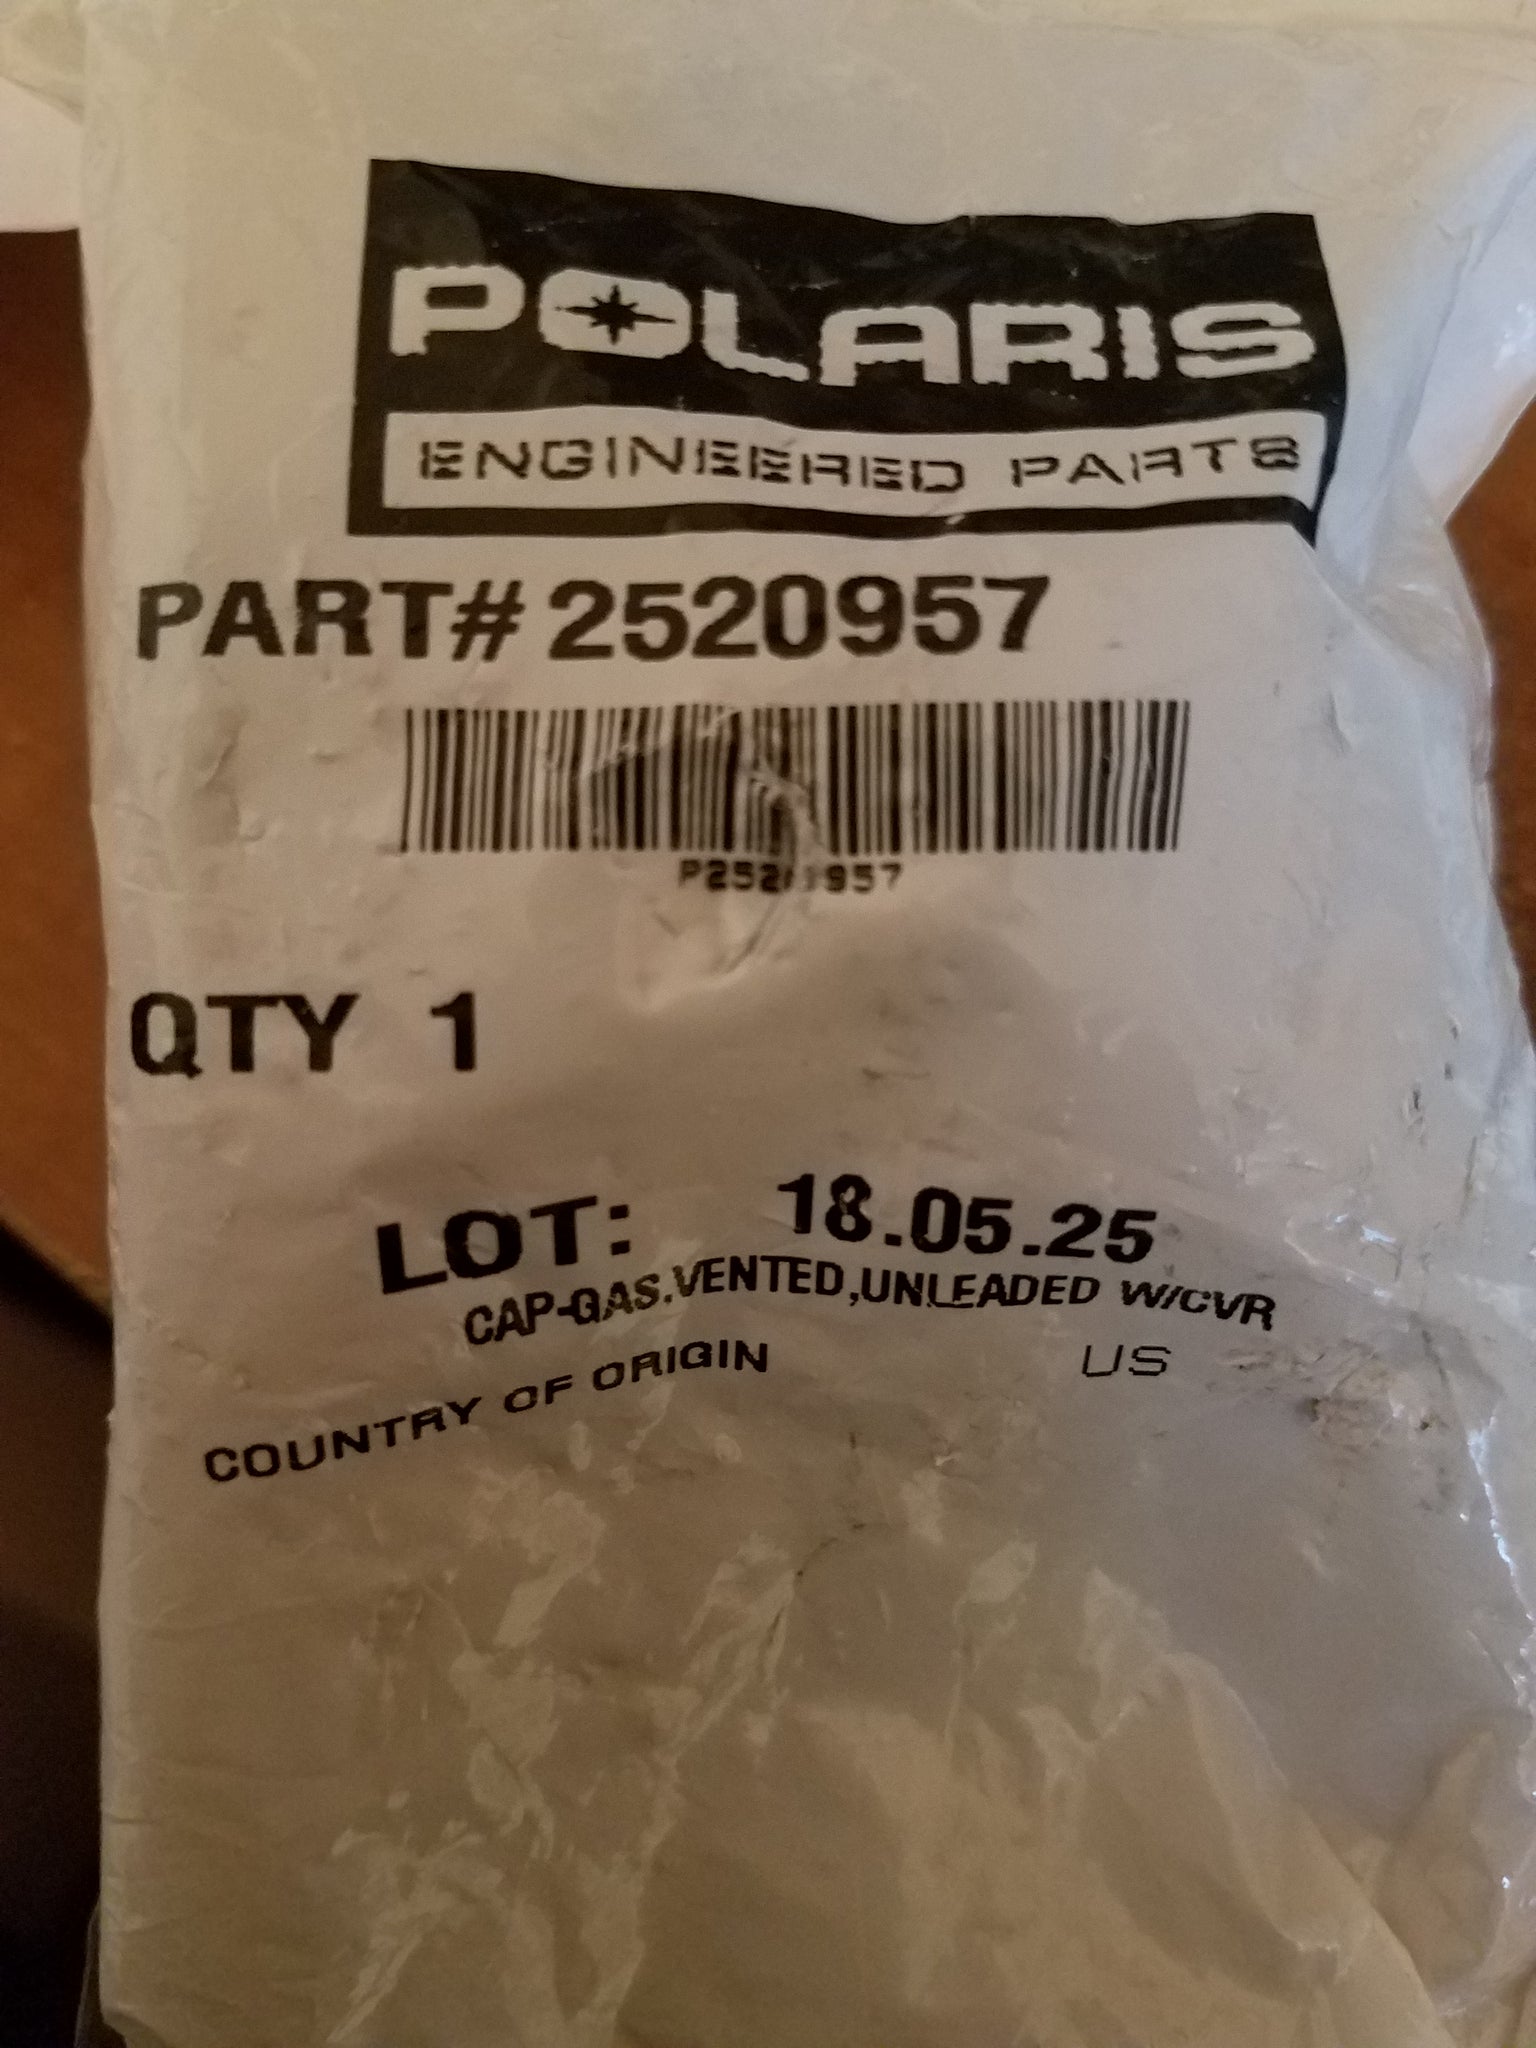 POLARIS
ENGINEERED PARTS
PART# 2520957
QTY 1
LOT: 18.05.25
CAP-GAS,VENTED,UNLEADED W/CVR
COUNTRY OF ORIGIN US